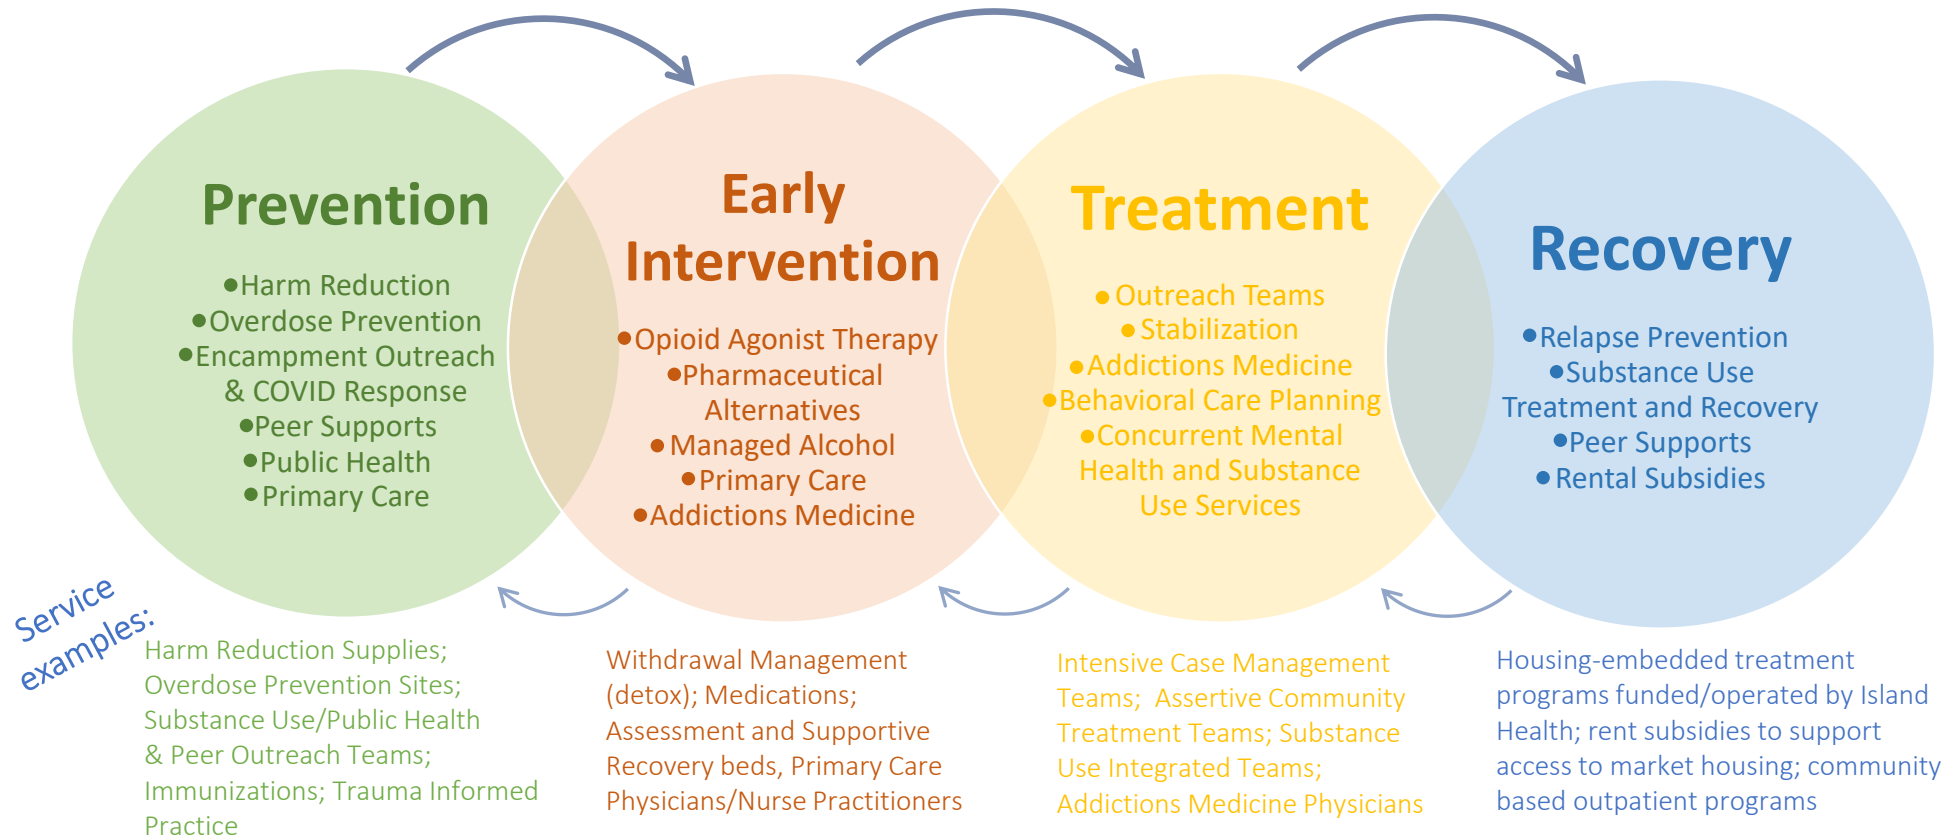 Prevention
•Harm Reduction
•Overdose Prevention
•Encampment Outreach
& COVID Response
•Peer Supports
•Public Health
•Primary Care
Early
Intervention
•Opioid Agonist Therapy
•Pharmaceutical
Alternatives
•Managed Alcohol
•Primary Care
•Addictions Medicine
Treatment
•Outreach Teams
•Stabilization
•Addictions Medicine
•Behavioral Care Planning
•Concurrent Mental
Health and Substance
Use Services
Recovery
•Relapse Prevention
•Substance Use
Treatment and Recovery
•Peer Supports
•Rental Subsidies
Service
examples:
Harm Reduction Supplies;
Overdose Prevention Sites;
Substance Use/Public Health
& Peer Outreach Teams;
Immunizations; Trauma Informed
Practice
Withdrawal Management
(detox); Medications;
Assessment and Supportive
Recovery beds, Primary Care
Physicians/Nurse Practitioners
Intensive Case Management
Teams; Assertive Community
Treatment Teams; Substance
Use Integrated Teams;
Addictions Medicine Physicians
Housing-embedded treatment
programs funded/operated by Island
Health; rent subsidies to support
access to market housing; community
based outpatient programs